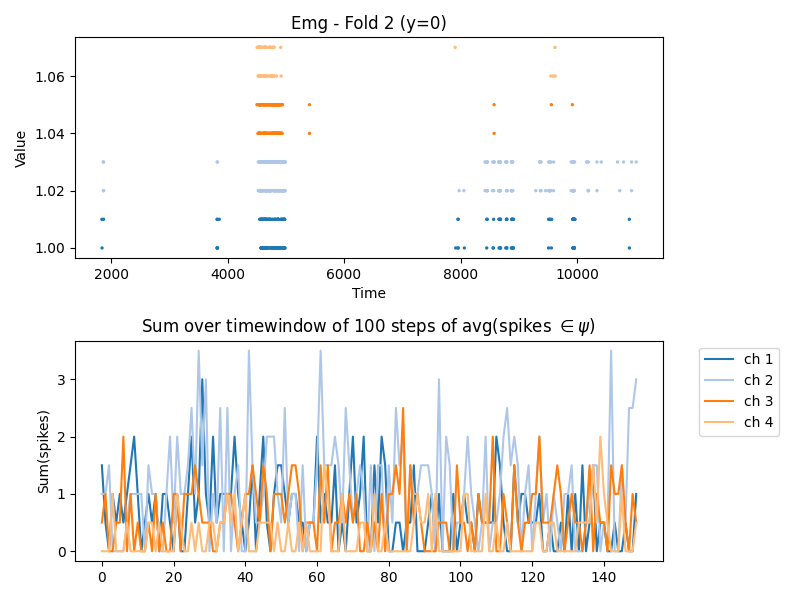 Emg - Fold 2 (y=0)
1.06
1.04
1.02
1.00
Value
2000 4000 6000 8000 10000
Time
Sum over timewindow of 100 steps of avg(spikes ∈ ψ)
3
2
1
0
Sum(spikes)
0 20 40 60 80 100 120 140
ch 1
ch 2
ch 3
ch 4